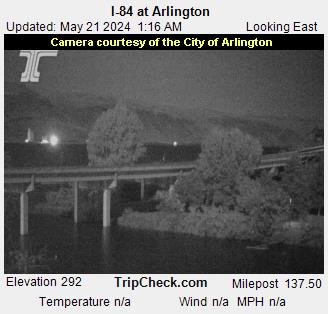 I-84 at Arlington
Updated: May 21 2024 1:16 AM Looking East
Camera courtesy of the City of Arlington
Elevation 292 TripCheck.com Milepost 137.50
Temperature n/a Wind n/a MPH n/a